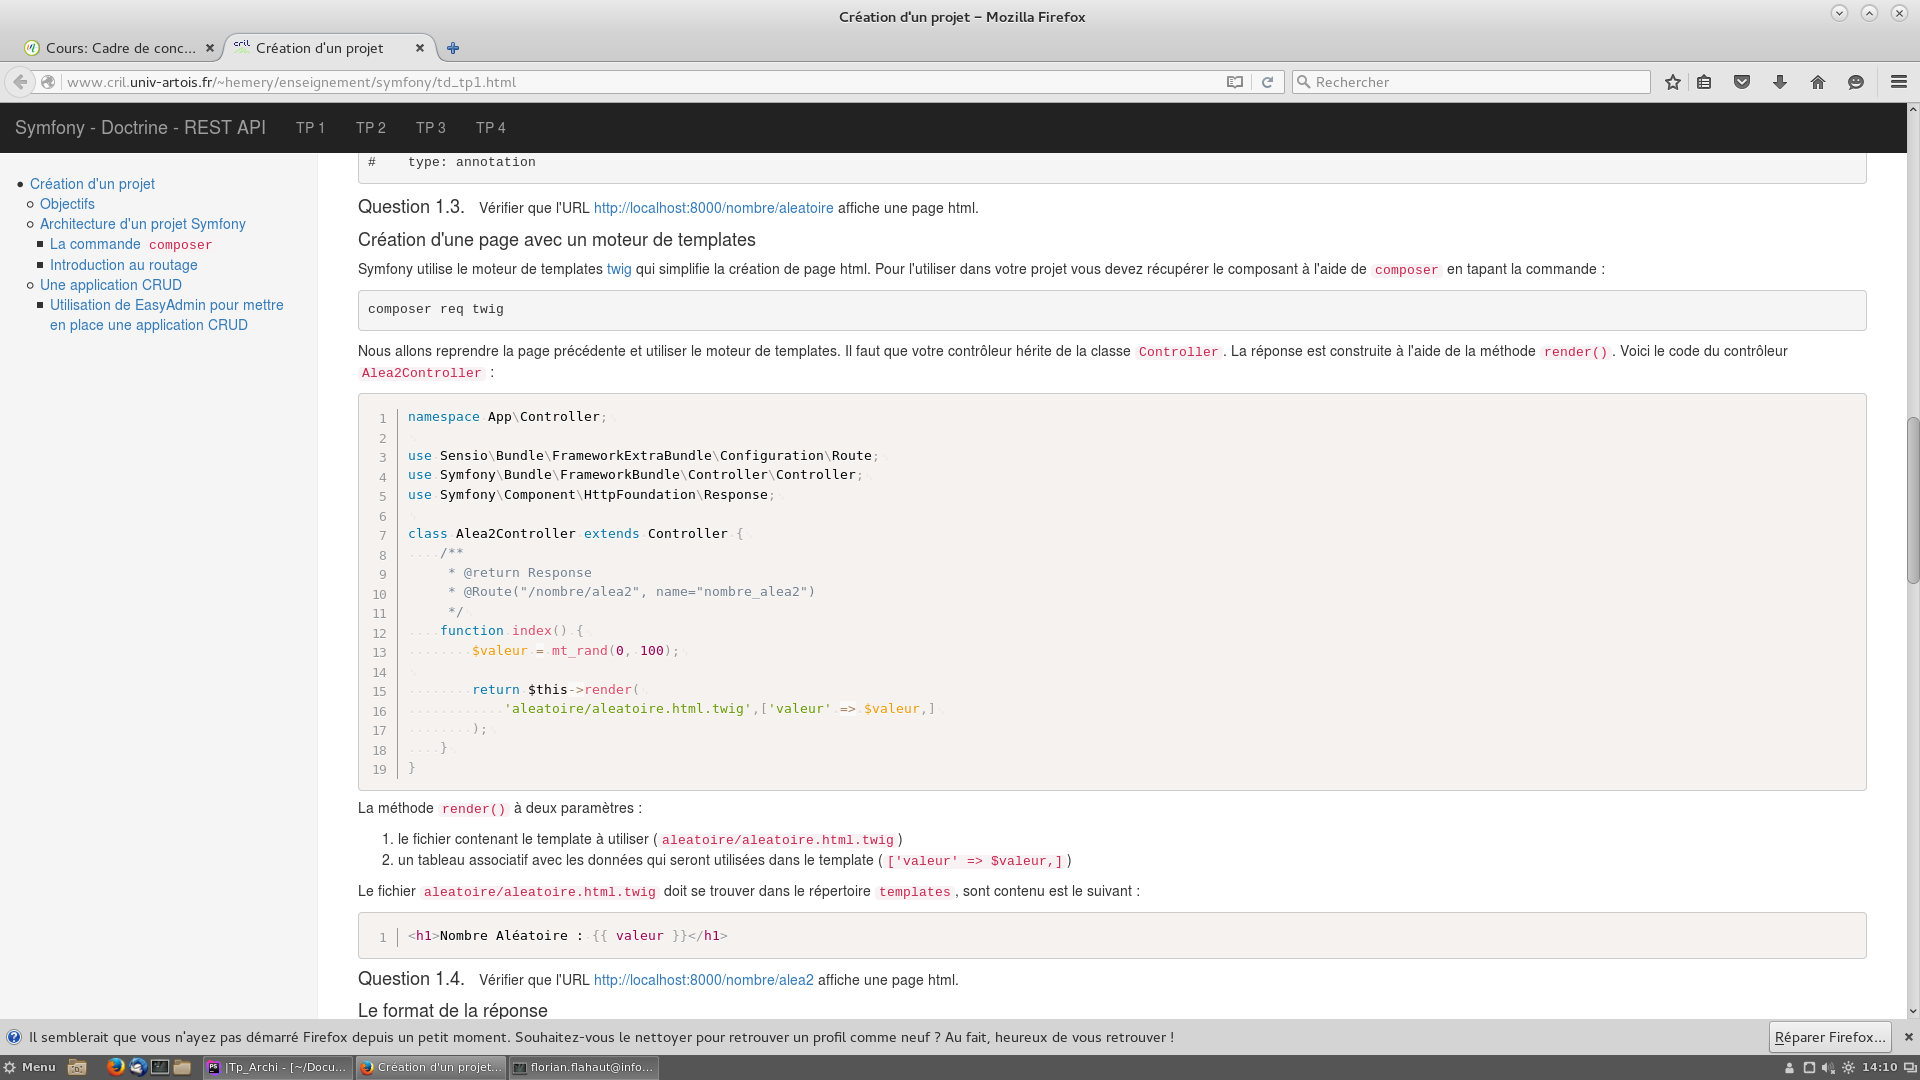 Création d'un projet – Mozilla Firefox
Cours: Cadre de conc...
cril Création d'un projet
www.cril.univ-artois.fr/~hemery/enseignement/symfony/td_tp1.html
Rechercher
Symfony - Doctrine - REST API TP 1 TP 2 TP 3 TP 4
Création d'un projet
Objectifs
Architecture d'un projet Symfony
La commande composer
Introduction au routage
Une application CRUD
Utilisation de EasyAdmin pour mettre
en place une application CRUD
#    type: annotation
Question 1.3. Vérifier que l'URL http://localhost:8000/nombre/aleatoire affiche une page html.
Création d'une page avec un moteur de templates
Symfony utilise le moteur de templates twig qui simplifie la création de page html. Pour l'utiliser dans votre projet vous devez récupérer le composant à l'aide de composer en tapant la commande :
composer req twig
Nous allons reprendre la page précédente et utiliser le moteur de templates. Il faut que votre contrôleur hérite de la classe Controller. La réponse est construite à l'aide de la méthode render(). Voici le code du contrôleur
Alea2Controller :
1 namespace App\Controller;
2
3 use Sensio\Bundle\FrameworkExtraBundle\Configuration\Route;
4 use Symfony\Bundle\FrameworkBundle\Controller\Controller;
5 use Symfony\Component\HttpFoundation\Response;
6
7 class Alea2Controller extends Controller {
8     /**
9      * @return Response
10      * @Route("/nombre/alea2", name="nombre_alea2")
11      */
12     function index() {
13         $valeur = mt_rand(0, 100);
14
15         return $this->render(
16             'aleatoire/aleatoire.html.twig',['valeur' => $valeur,]
17         );
18     }
19 }
La méthode render() à deux paramètres :
1. le fichier contenant le template à utiliser ( aleatoire/aleatoire.html.twig )
2. un tableau associatif avec les données qui seront utilisées dans le template ( ['valeur' => $valeur,] )
Le fichier aleatoire/aleatoire.html.twig doit se trouver dans le répertoire templates, sont contenu est le suivant :
1 <h1>Nombre Aléatoire : {{ valeur }}</h1>
Question 1.4. Vérifier que l'URL http://localhost:8000/nombre/alea2 affiche une page html.
Le format de la réponse
Il semblerait que vous n'ayez pas démarré Firefox depuis un petit moment. Souhaitez-vous le nettoyer pour retrouver un profil comme neuf ? Au fait, heureux de vous retrouver !
Réparer Firefox...
Menu
PS |Tp_Archi - [~/Docu...
Création d'un projet...
florian.flahaut@info...
14:10